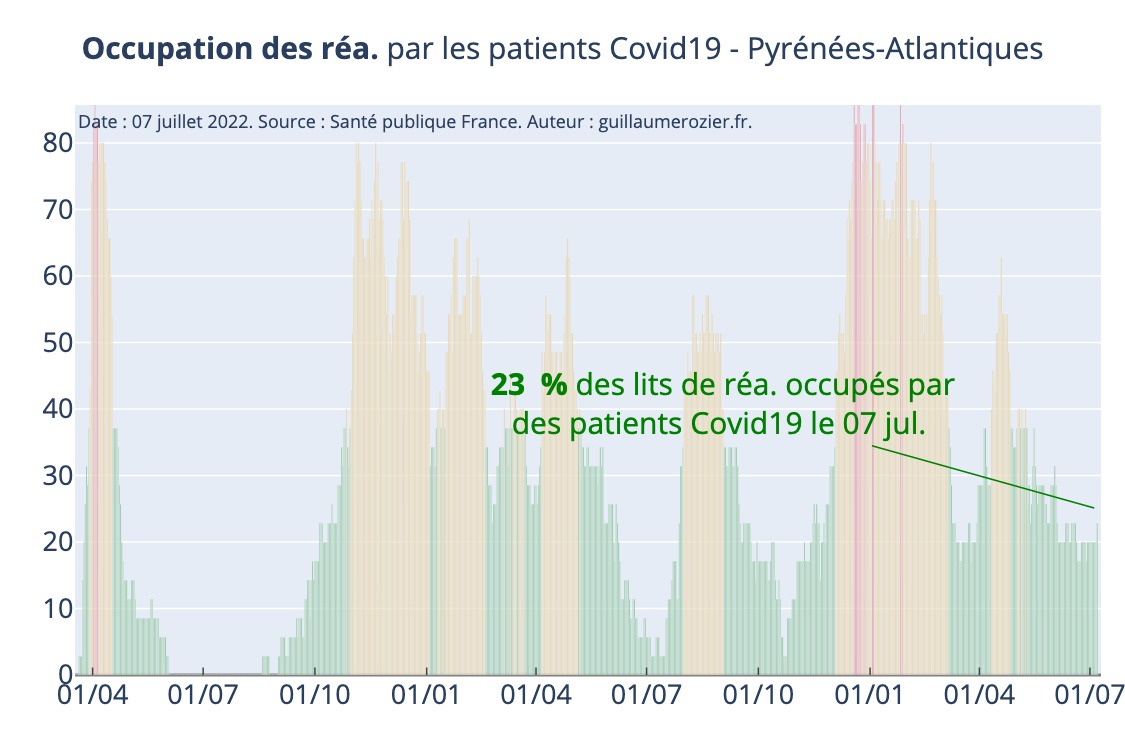 Occupation des réa. par les patients Covid19 - Pyrénées-Atlantiques
Date : 07 juillet 2022. Source : Santé publique France. Auteur : guillaumerozier.fr.
80
70
60
50
23 % des lits de réa. occupés par
40
des patients Covid19 le 07 jul.
30
20
10
0
01/04 01/07 01/10 01/01 01/04 01/07 01/10 01/01 01/04 01/07